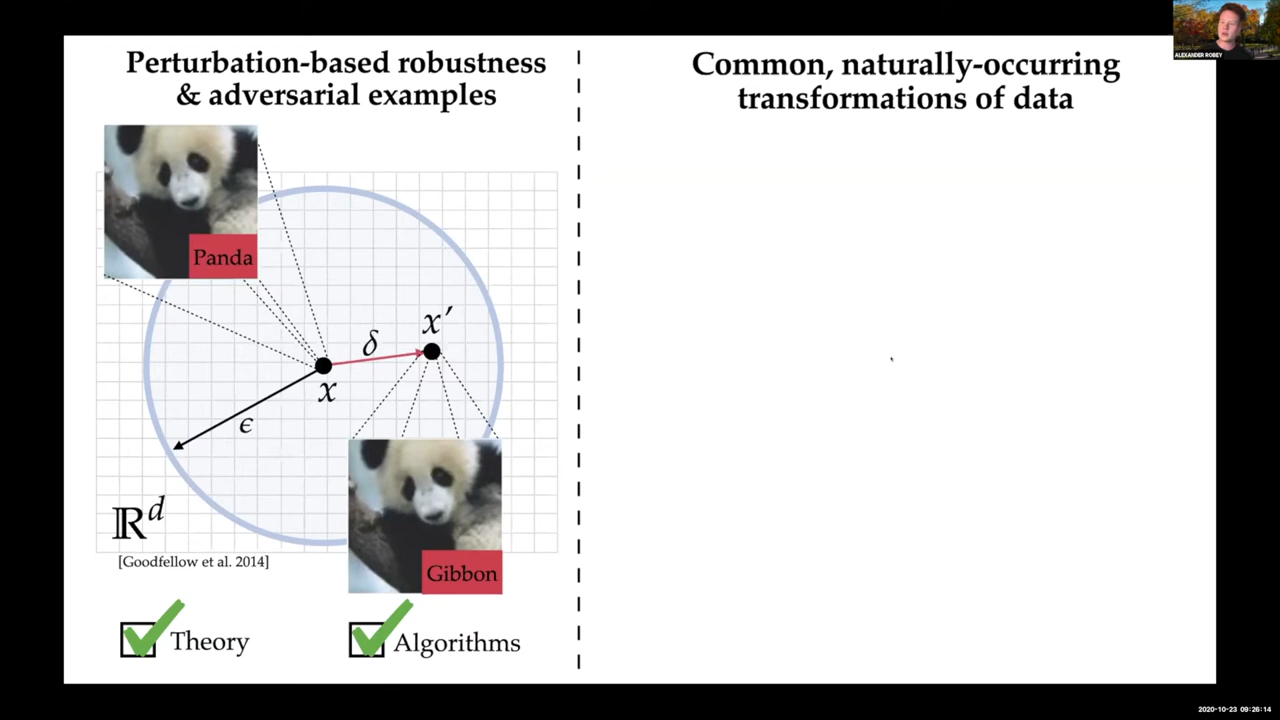 Perturbation-based robustness
& adversarial examples
Common, naturally-occurring
transformations of data
ALEXANDER ROBEY
Panda
x′
δ
x
ϵ
ℝᵈ
[Goodfellow et al. 2014]
Gibbon
Theory
Algorithms
2020-10-23 09:26:14